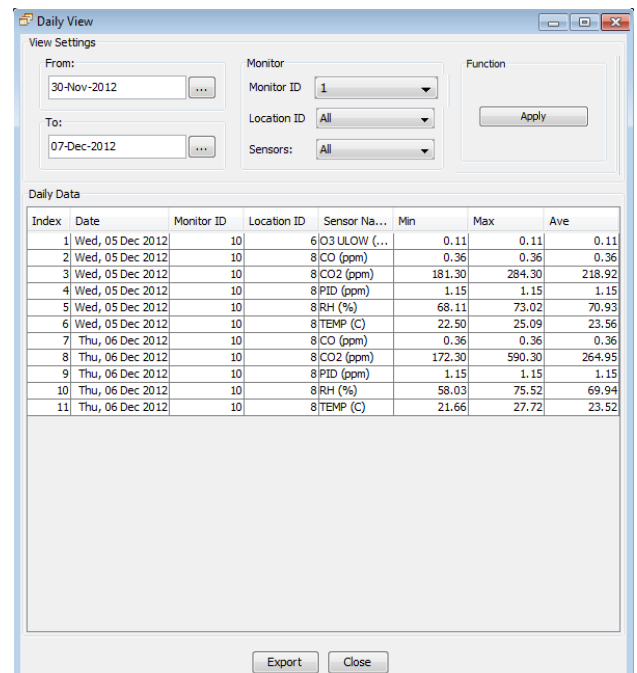 Daily View
View Settings
From: Monitor Function
30-Nov-2012 ... Monitor ID 1
Apply
Location ID All
To:
07-Dec-2012 ... Sensors: All
Daily Data
Index Date Monitor ID Location ID Sensor Na... Min Max Ave
1 Wed, 05 Dec 2012 10 6 O3 ULOW (... 0.11 0.11 0.11
2 Wed, 05 Dec 2012 10 8 CO (ppm) 0.36 0.36 0.36
3 Wed, 05 Dec 2012 10 8 CO2 (ppm) 181.30 284.30 218.92
4 Wed, 05 Dec 2012 10 8 PID (ppm) 1.15 1.15 1.15
5 Wed, 05 Dec 2012 10 8 RH (%) 68.11 73.02 70.93
6 Wed, 05 Dec 2012 10 8 TEMP (C) 22.50 25.09 23.56
7 Thu, 06 Dec 2012 10 8 CO (ppm) 0.36 0.36 0.36
8 Thu, 06 Dec 2012 10 8 CO2 (ppm) 172.30 590.30 264.95
9 Thu, 06 Dec 2012 10 8 PID (ppm) 1.15 1.15 1.15
10 Thu, 06 Dec 2012 10 8 RH (%) 58.03 75.52 69.94
11 Thu, 06 Dec 2012 10 8 TEMP (C) 21.66 27.72 23.52
Export Close